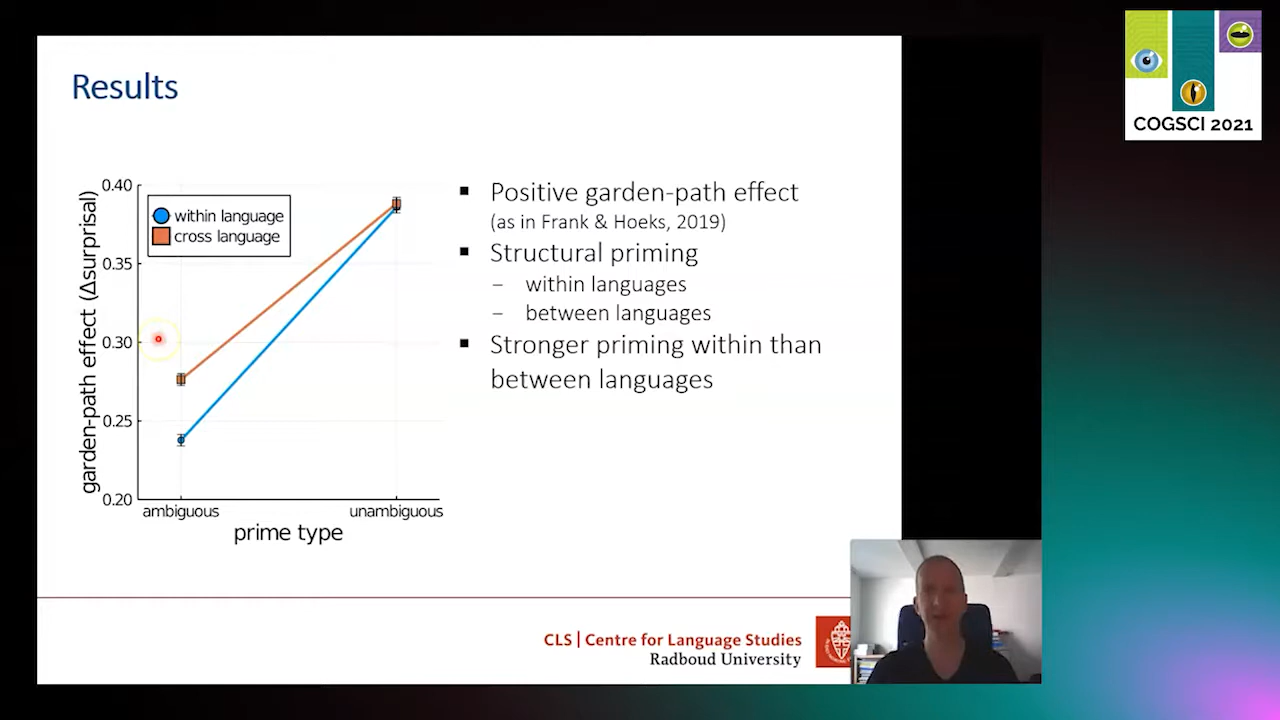 COGSCI 2021
Results
0.40
0.35
0.30
0.25
0.20
garden-path effect (Δsurprisal)
within language
cross language
ambiguous
unambiguous
prime type
Positive garden-path effect
(as in Frank & Hoeks, 2019)
Structural priming
– within languages
– between languages
Stronger priming within than
between languages
CLS | Centre for Language Studies
Radboud University